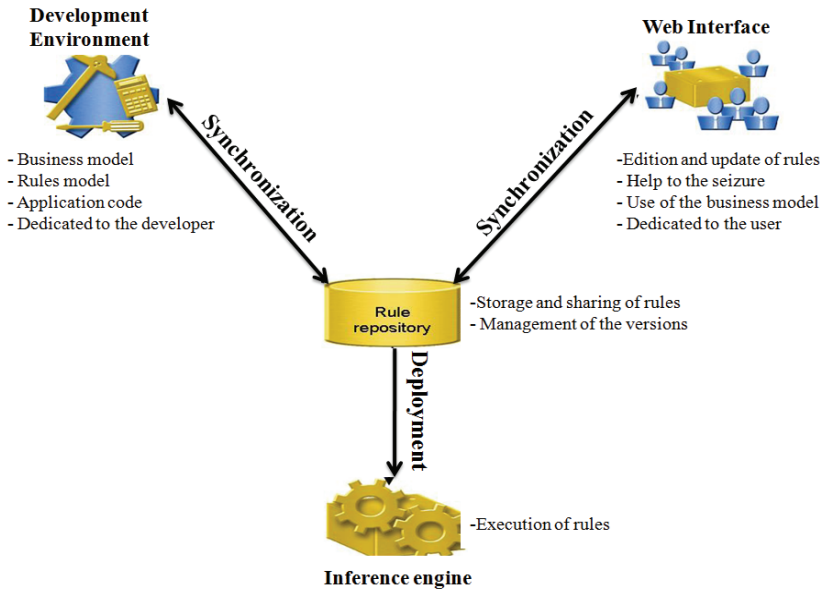 Development
Environment
- Business model
- Rules model
- Application code
- Dedicated to the developer
Synchronization
Web Interface
-Edition and update of rules
- Help to the seizure
- Use of the business model
- Dedicated to the user
Synchronization
Rule
repository
-Storage and sharing of rules
- Management of the versions
Deployment
-Execution of rules
Inference engine